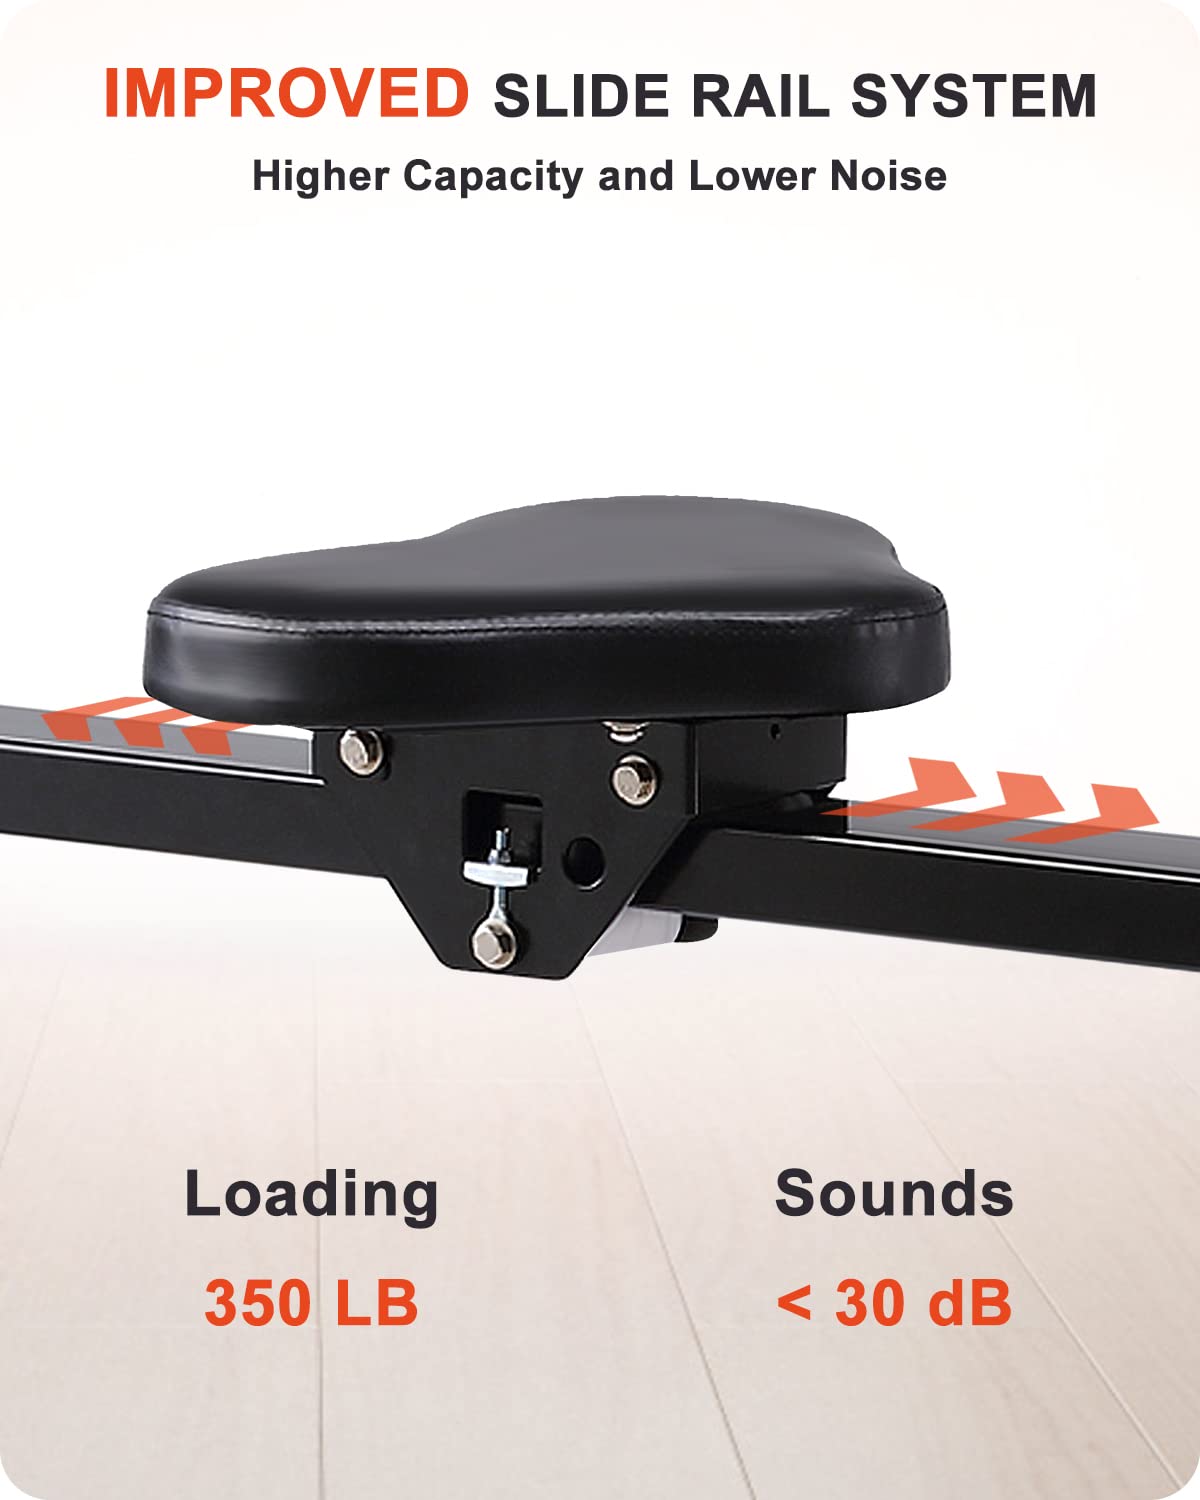 IMPROVED SLIDE RAIL SYSTEM
Higher Capacity and Lower Noise
Loading
Sounds
350 LB
< 30 dB